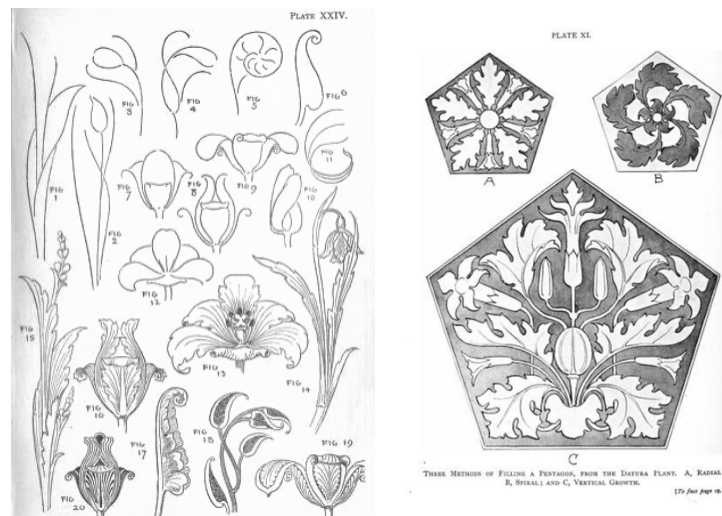 PLATE XXIV.
FIG 3
FIG 4
FIG 5
FIG 6
FIG 11
FIG 1
FIG 7
FIG 8
FIG 9
FIG 10
FIG 2
FIG 12
FIG 15
FIG 13
FIG 14
FIG 16
FIG 17
FIG 18
FIG 19
FIG 20
PLATE XI.
A
B
C
THREE METHODS OF FILLING A PENTAGON, FROM THE DATURA PLANT. A, RADIAL
B, SPIRAL; AND C, VERTICAL GROWTH.
[To face page 19.